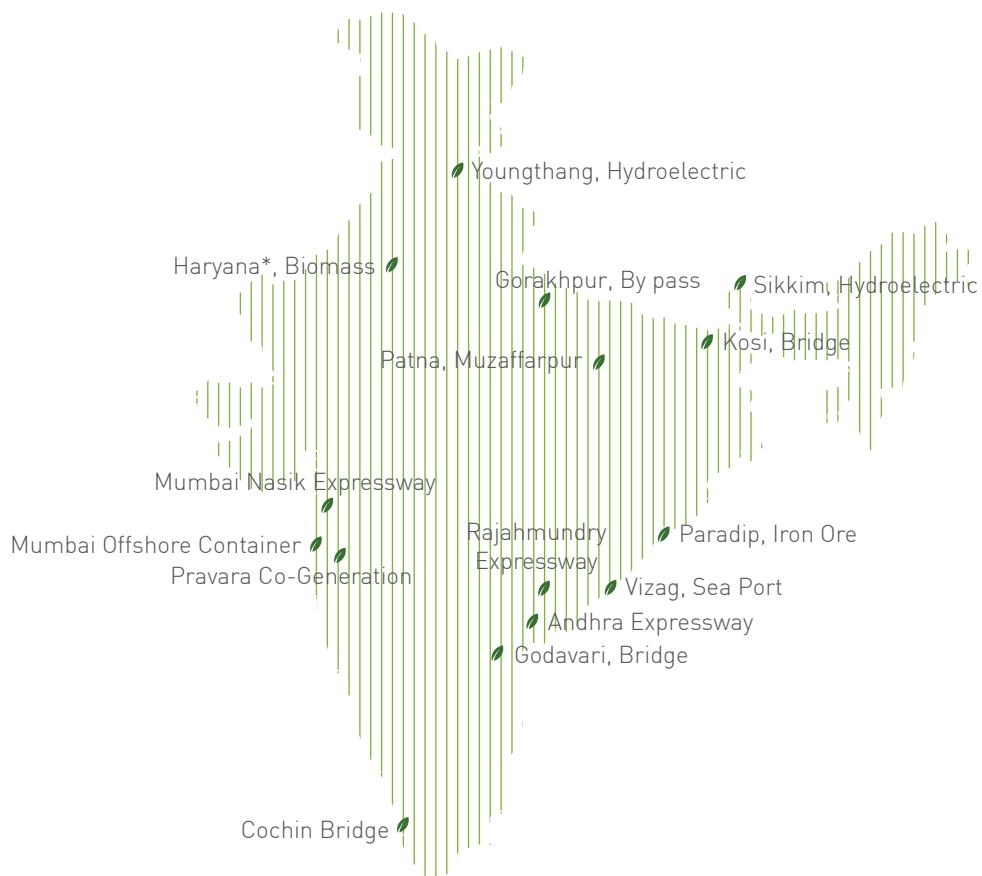 Youngthang, Hydroelectric
Haryana*, Biomass
Gorakhpur, By pass
Sikkim, Hydroelectric
Kosi, Bridge
Patna, Muzaffarpur
Mumbai Nasik Expressway
Rajahmundry
Expressway
Paradip, Iron Ore
Mumbai Offshore Container
Pravara Co-Generation
Vizag, Sea Port
Andhra Expressway
Godavari, Bridge
Cochin Bridge